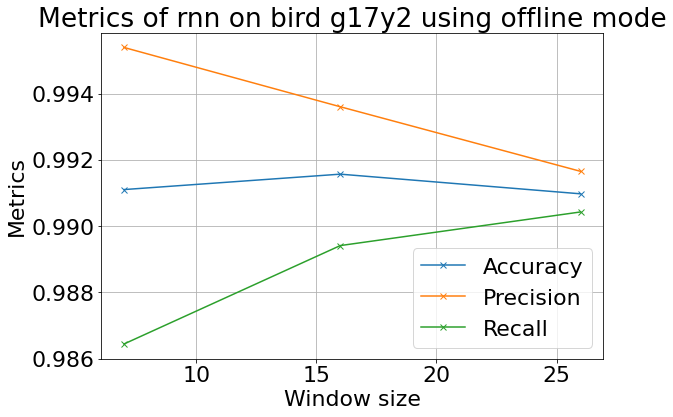 Metrics of rnn on bird g17y2 using offline mode
Metrics
0.994
0.992
0.990
0.988
0.986
10
15
20
25
Window size
Accuracy
Precision
Recall